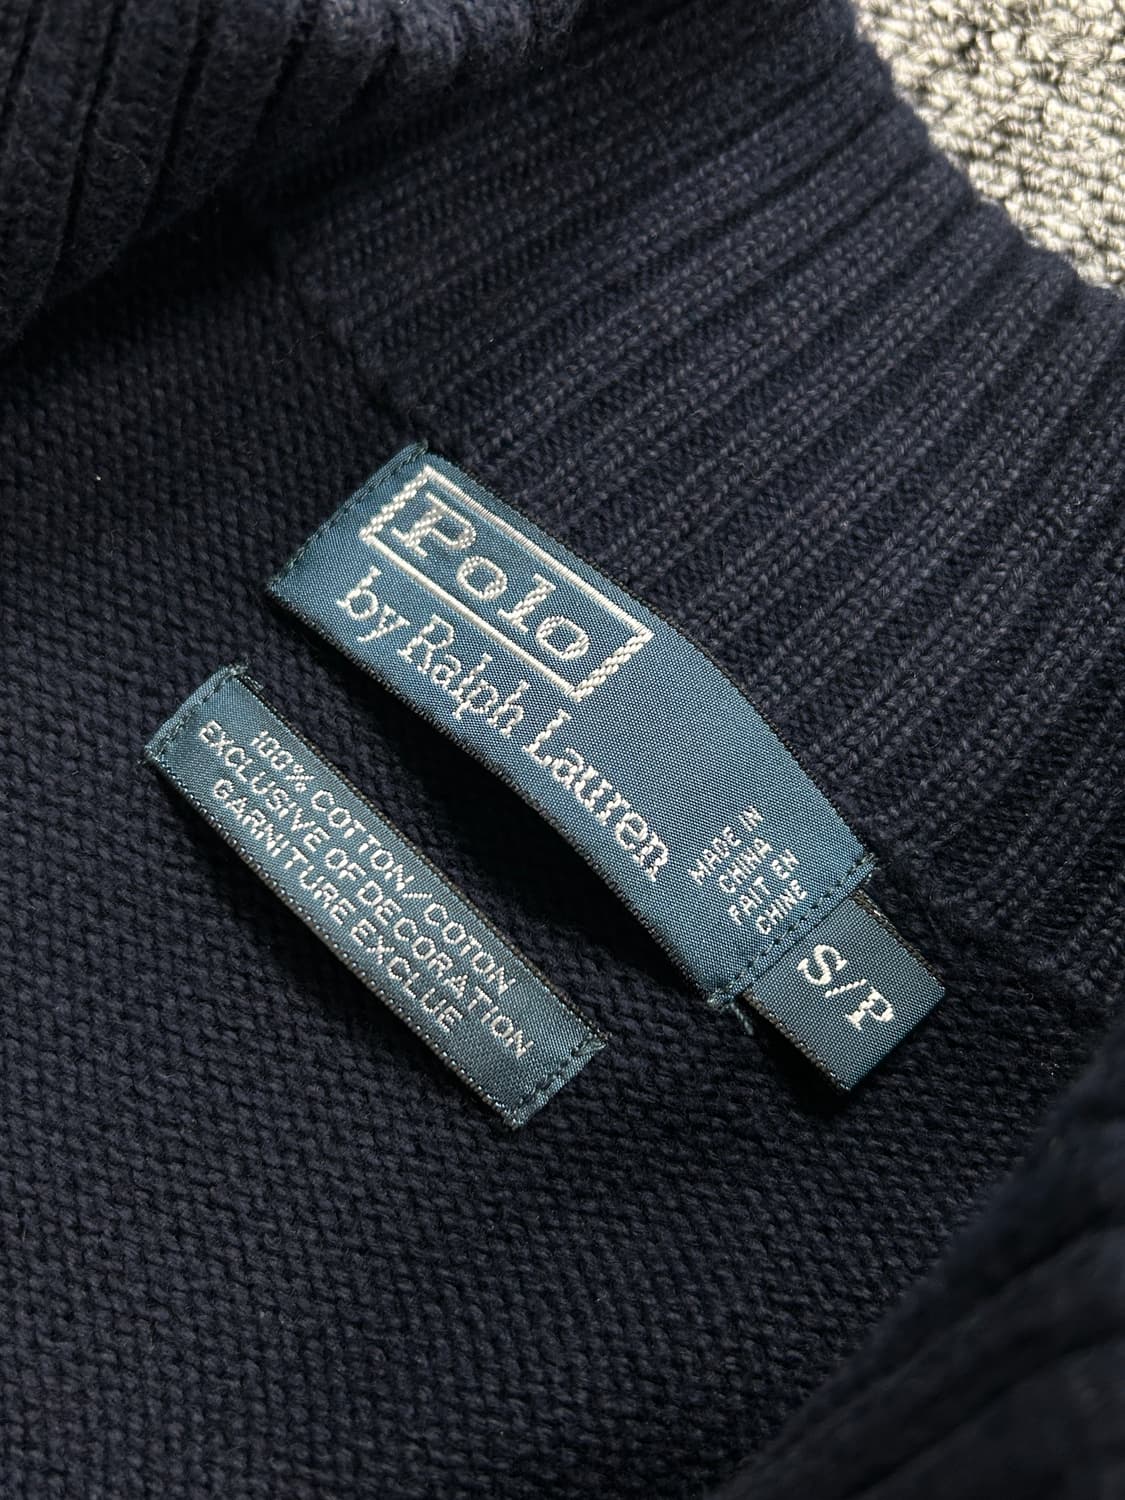 Polo
by Ralph Lauren
MADE IN
CHINA
FAIT EN
CHINE
S/P
100% COTTON/COTON
EXCLUSIVE OF DECORATION
GARNITURE EXCLUE